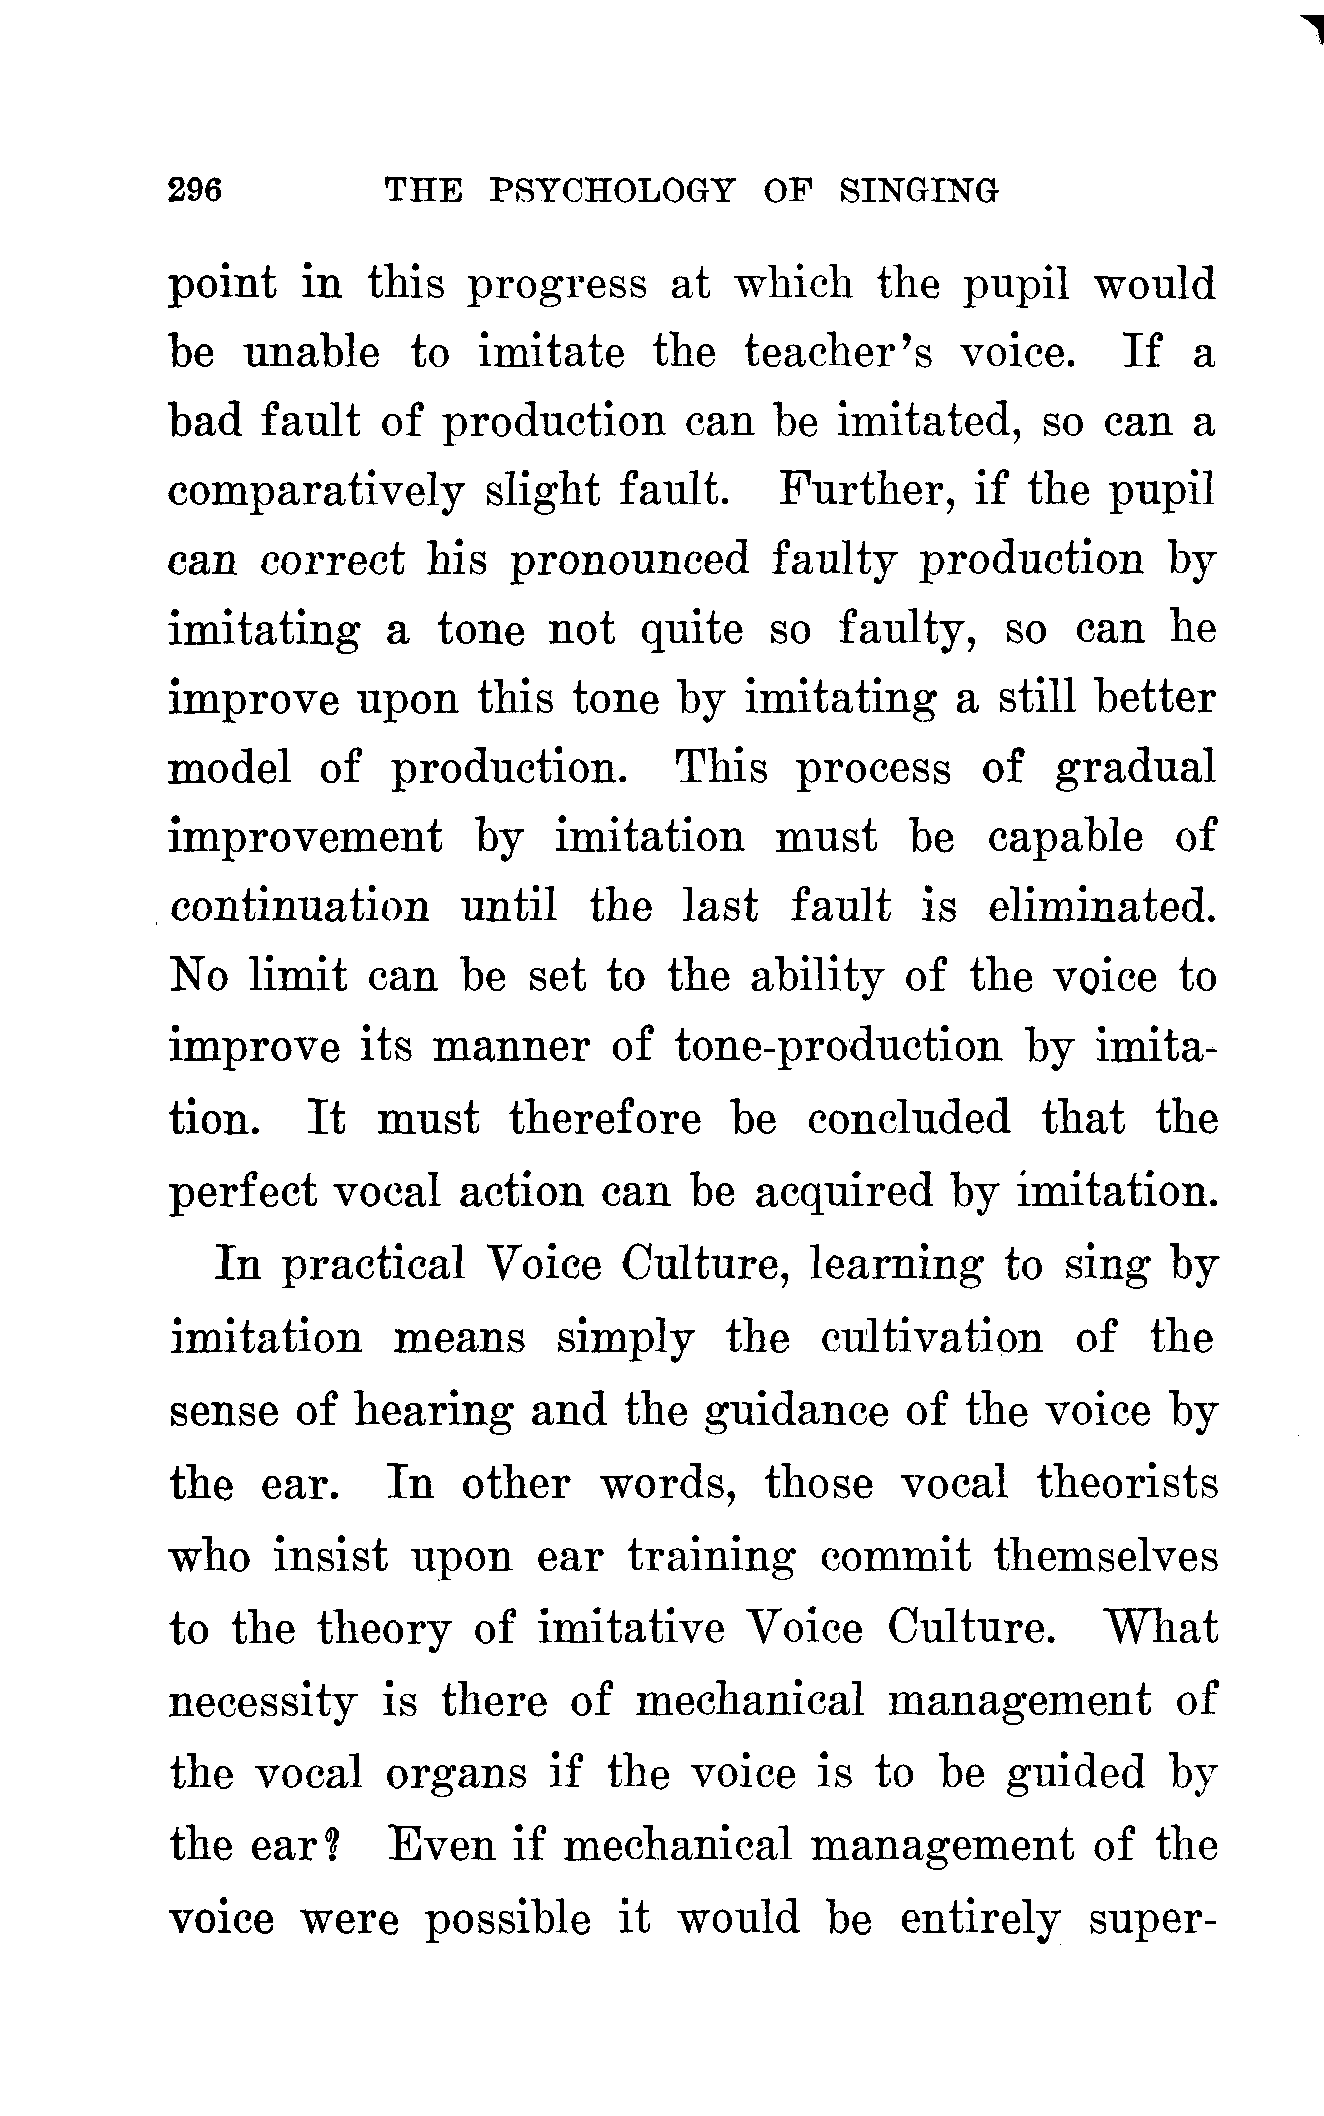 296 THE PSYCHOLOGY OF SINGING
point in this progress at which the pupil would
be unable to imitate the teacher's voice. If a
bad fault of production can be imitated, so can a
comparatively slight fault. Further, if the pupil
can correct his pronounced faulty production by
imitating a tone not quite so faulty, so can he
improve upon this tone by imitating a still better
model of production. This process of gradual
improvement by imitation must be capable of
continuation until the last fault is eliminated.
No limit can be set to the ability of the voice to
improve its manner of tone-production by imita-
tion. It must therefore be concluded that the
perfect vocal action can be acquired by imitation.
In practical Voice Culture, learning to sing by
imitation means simply the cultivation of the
sense of hearing and the guidance of the voice by
the ear. In other words, those vocal theorists
who insist upon ear training commit themselves
to the theory of imitative Voice Culture. What
necessity is there of mechanical management of
the vocal organs if the voice is to be guided by
the ear? Even if mechanical management of the
voice were possible it would be entirely super-